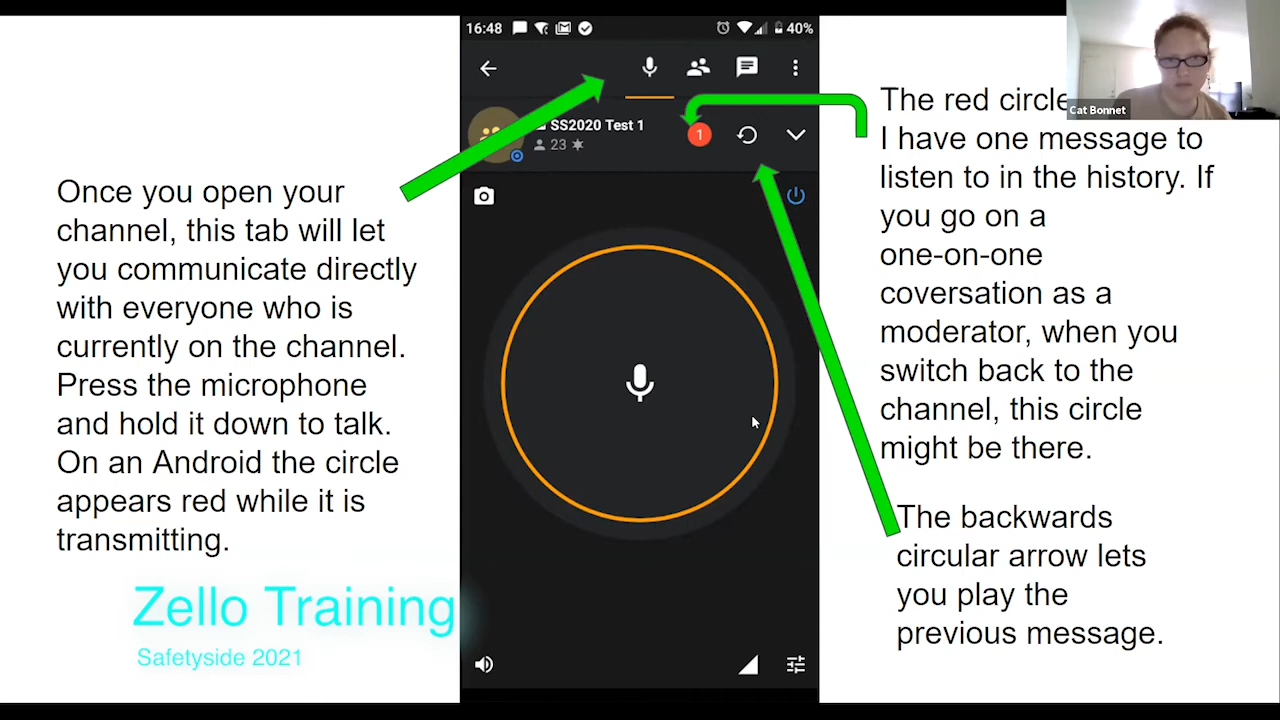 16:48
40%
SS2020 Test 1
23
1
Once you open your
channel, this tab will let
you communicate directly
with everyone who is
currently on the channel.
Press the microphone
and hold it down to talk.
On an Android the circle
appears red while it is
transmitting.
Zello Training
Safetyside 2021
Cat Bonnet
The red circle
I have one message to
listen to in the history. If
you go on a
one-on-one
coversation as a
moderator, when you
switch back to the
channel, this circle
might be there.
The backwards
circular arrow lets
you play the
previous message.